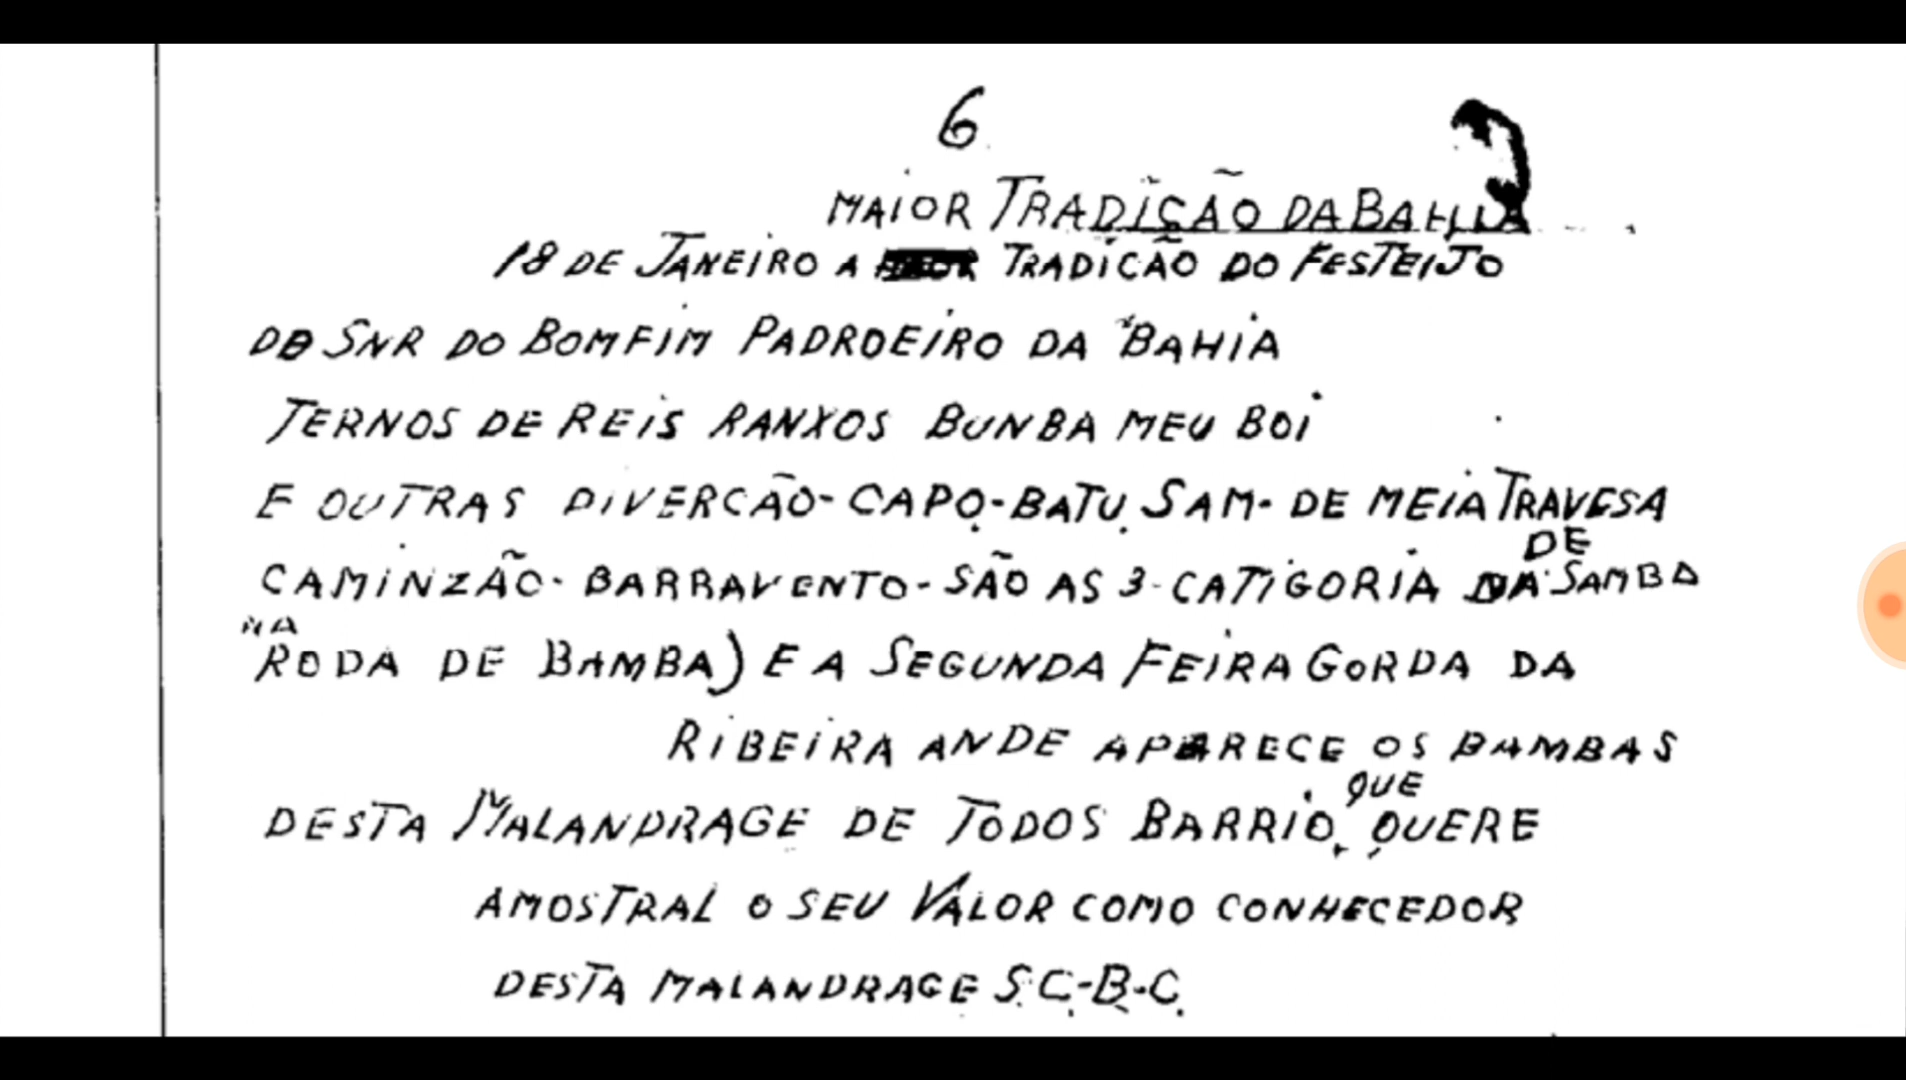 6
MAIOR TRADIÇÃO DA BAHIA
18 DE JANEIRO A TRADICÃO DO FESTEIJO
DO SNR DO BOMFIM PADROEIRO DA BAHIA
TERNOS DE REIS RANXOS BUNBA MEU BOI
E OUTRAS DIVERCÃO-CAPO.-BATU. SAM- DE MEIA TRAVESA
CAMINZÃO- BARRAVENTO- SÃO AS 3-CATIGORIA DA DE SAMBA
NA
RODA DE BAMBA) E A SEGUNDA FEIRA GORDA DA
RIBEIRA ANDE APARECE OS BAMBAS
DESTA MALANDRAGE DE TODOS BARRIO, QUE QUERE
AMOSTRAL O SEU VALOR COMO CONHECEDOR
DESTA MALANDRAGE S.C.-B.-C.